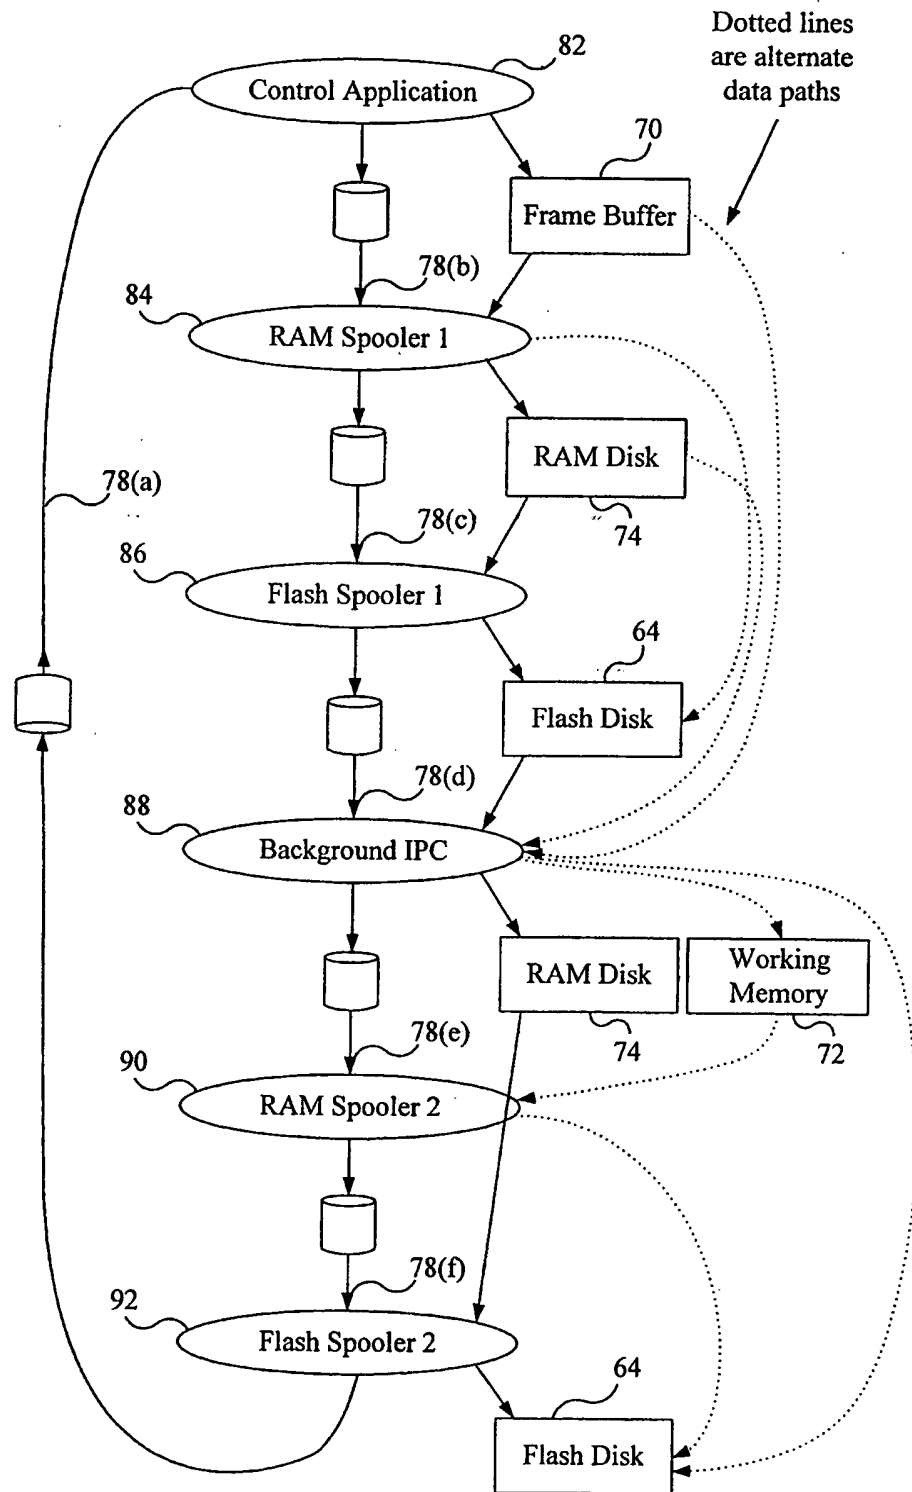 Dotted lines
are alternate
data paths
82
Control Application
70
Frame Buffer
78(b)
84
RAM Spooler 1
RAM Disk
78(a)
78(c)
74
86
Flash Spooler 1
64
Flash Disk
78(d)
88
Background IPC
RAM Disk
Working
Memory
78(e)
74
72
90
RAM Spooler 2
78(f)
92
Flash Spooler 2
64
Flash Disk